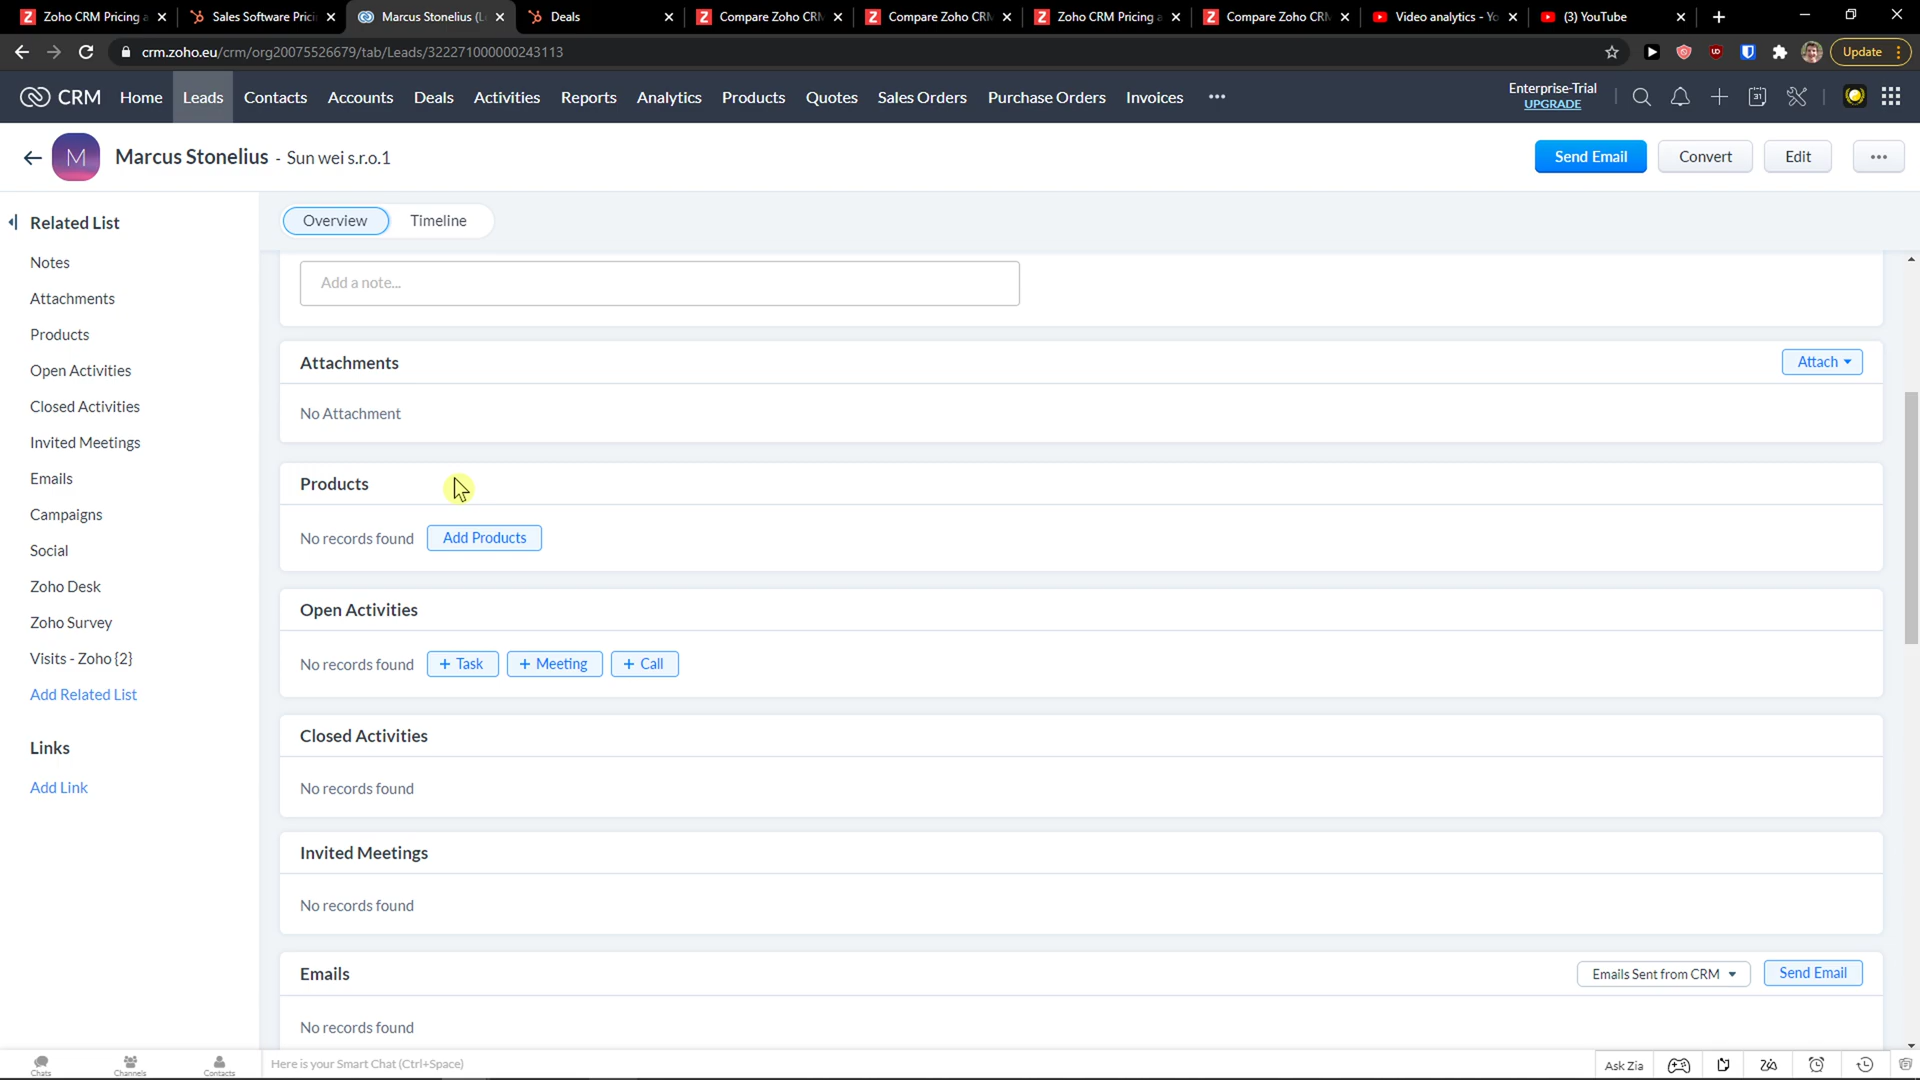 Zoho CRM Pricing a
Sales Software Pricin
Marcus Stonelius (L
Deals
Compare Zoho CRM
Compare Zoho CRM
Zoho CRM Pricing a
Compare Zoho CRM
Video analytics - Yo
(3) YouTube
crm.zoho.eu/crm/org20075526679/tab/Leads/322271000000243113
Update
CRM
Home
Leads
Contacts
Accounts
Deals
Activities
Reports
Analytics
Products
Quotes
Sales Orders
Purchase Orders
Invoices
Enterprise-Trial
UPGRADE
M
Marcus Stonelius - Sun wei s.r.o.1
Send Email
Convert
Edit
Related List
Notes
Attachments
Products
Open Activities
Closed Activities
Invited Meetings
Emails
Campaigns
Social
Zoho Desk
Zoho Survey
Visits - Zoho {2}
Add Related List
Links
Add Link
Overview
Timeline
Add a note...
Attachments
Attach
No Attachment
Products
No records found
Add Products
Open Activities
No records found
+ Task
+ Meeting
+ Call
Closed Activities
No records found
Invited Meetings
No records found
Emails
Emails Sent from CRM
Send Email
No records found
Chats
Channels
Contacts
Here is your Smart Chat (Ctrl+Space)
Ask Zia